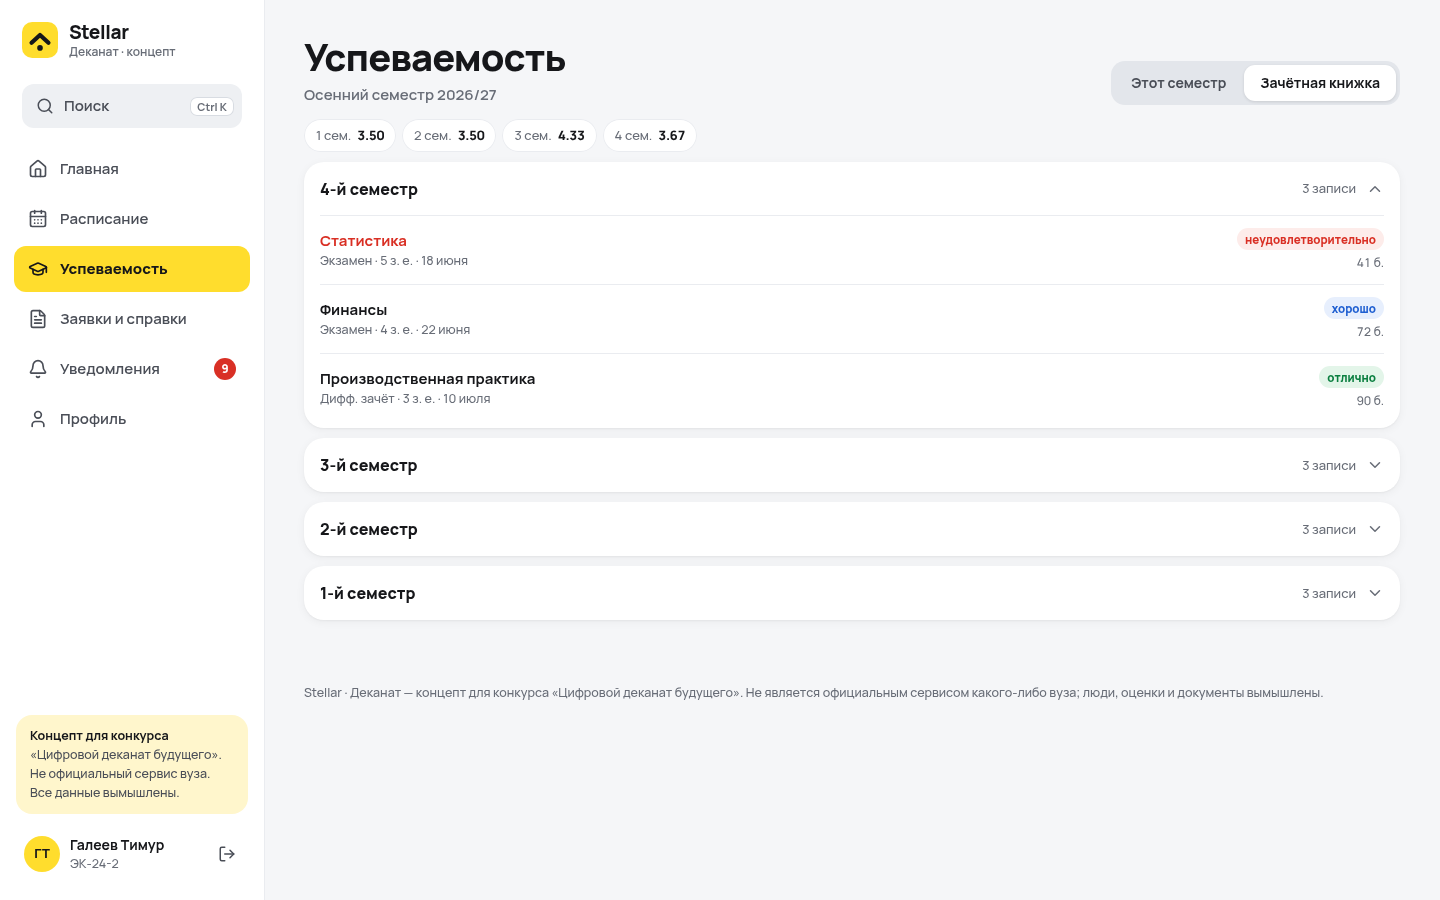 Stellar
Деканат · концепт
Поиск
Ctrl K
Главная
Расписание
Успеваемость
Заявки и справки
Уведомления
9
Профиль
Концепт для конкурса
«Цифровой деканат будущего».
Не официальный сервис вуза.
Все данные вымышлены.
ГТ
Галеев Тимур
ЭК-24-2
Успеваемость
Осенний семестр 2026/27
Этот семестр
Зачётная книжка
1 сем. 3.50
2 сем. 3.50
3 сем. 4.33
4 сем. 3.67
4-й семестр
3 записи
Статистика
неудовлетворительно
Экзамен · 5 з. е. · 18 июня
41 б.
Финансы
хорошо
Экзамен · 4 з. е. · 22 июня
72 б.
Производственная практика
отлично
Дифф. зачёт · 3 з. е. · 10 июля
90 б.
3-й семестр
3 записи
2-й семестр
3 записи
1-й семестр
3 записи
Stellar · Деканат — концепт для конкурса «Цифровой деканат будущего». Не является официальным сервисом какого-либо вуза; люди, оценки и документы вымышлены.